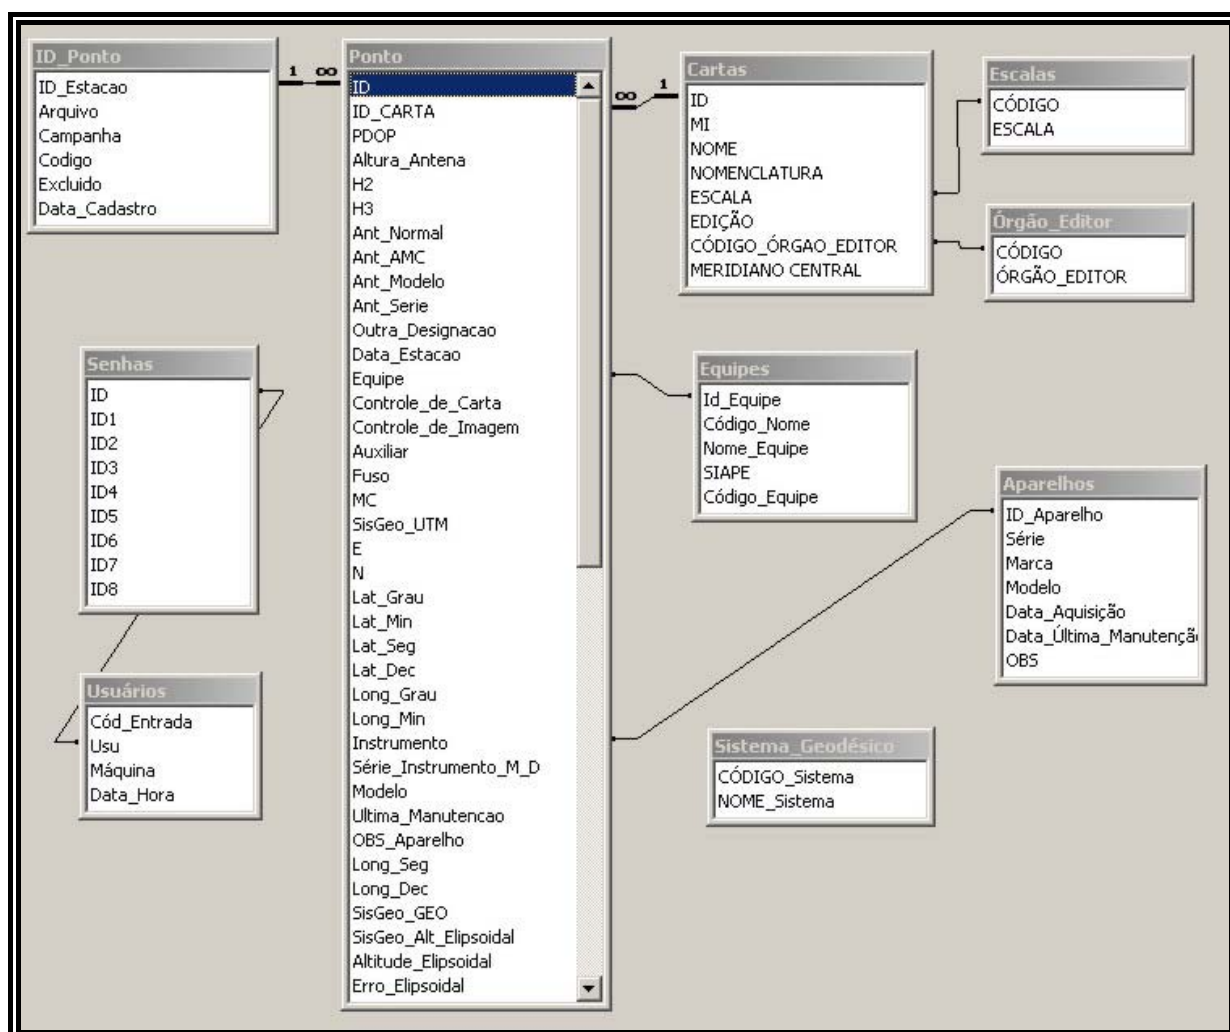 ID_Ponto
ID_Estacao
Arquivo
Campanha
Codigo
Excluido
Data_Cadastro
1
∞
Ponto
ID
ID_CARTA
PDOP
Altura_Antena
H2
H3
Ant_Normal
Ant_AMC
Ant_Modelo
Ant_Serie
Outra_Designacao
Data_Estacao
Equipe
Controle_de_Carta
Controle_de_Imagem
Auxiliar
Fuso
MC
SisGeo_UTM
E
N
Lat_Grau
Lat_Min
Lat_Seg
Lat_Dec
Long_Grau
Long_Min
Instrumento
Série_Instrumento_M_D
Modelo
Ultima_Manutencao
OBS_Aparelho
Long_Seg
Long_Dec
SisGeo_GEO
SisGeo_Alt_Elipsoidal
Altitude_Elipsoidal
Erro_Elipsoidal
∞
1
Cartas
ID
MI
NOME
NOMENCLATURA
ESCALA
EDIÇÃO
CÓDIGO_ÓRGAO_EDITOR
MERIDIANO CENTRAL
Escalas
CÓDIGO
ESCALA
Órgão_Editor
CÓDIGO
ÓRGÃO_EDITOR
Senhas
ID
ID1
ID2
ID3
ID4
ID5
ID6
ID7
ID8
Equipes
Id_Equipe
Código_Nome
Nome_Equipe
SIAPE
Código_Equipe
Aparelhos
ID_Aparelho
Série
Marca
Modelo
Data_Aquisição
Data_Última_Manutençã
OBS
Usuários
Cód_Entrada
Usu
Máquina
Data_Hora
Sistema_Geodésico
CÓDIGO_Sistema
NOME_Sistema